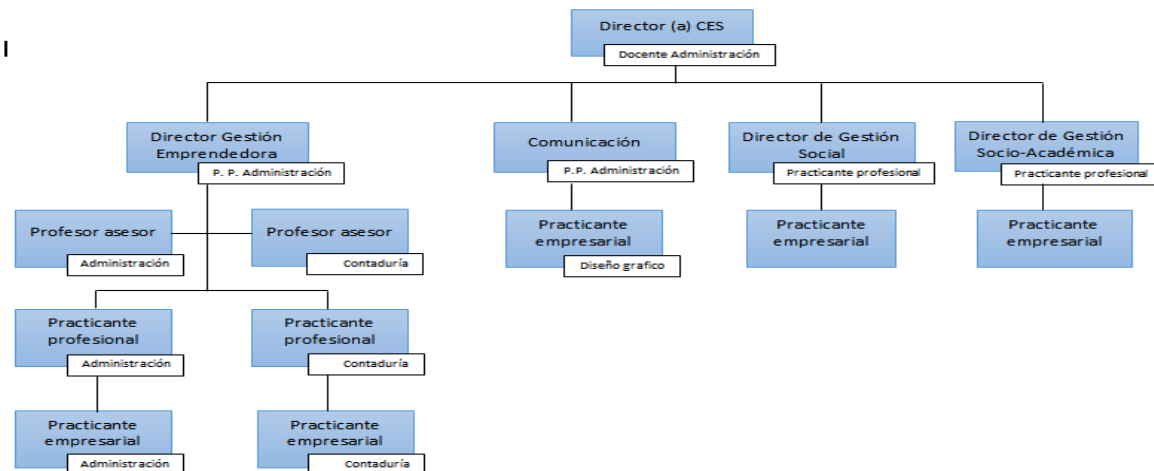 Director (a) CES
Docente Administración
l
Director Gestión
Emprendedora
P. P. Administración
Comunicación
P.P. Administración
Director de Gestión
Social
Practicante profesional
Director de Gestión
Socio-Académica
Practicante profesional
Profesor asesor
Administración
Profesor asesor
Contaduría
Practicante
empresarial
Diseño grafico
Practicante
empresarial
Practicante
empresarial
Practicante
profesional
Administración
Practicante
profesional
Contaduría
Practicante
empresarial
Administración
Practicante
empresarial
Contaduría